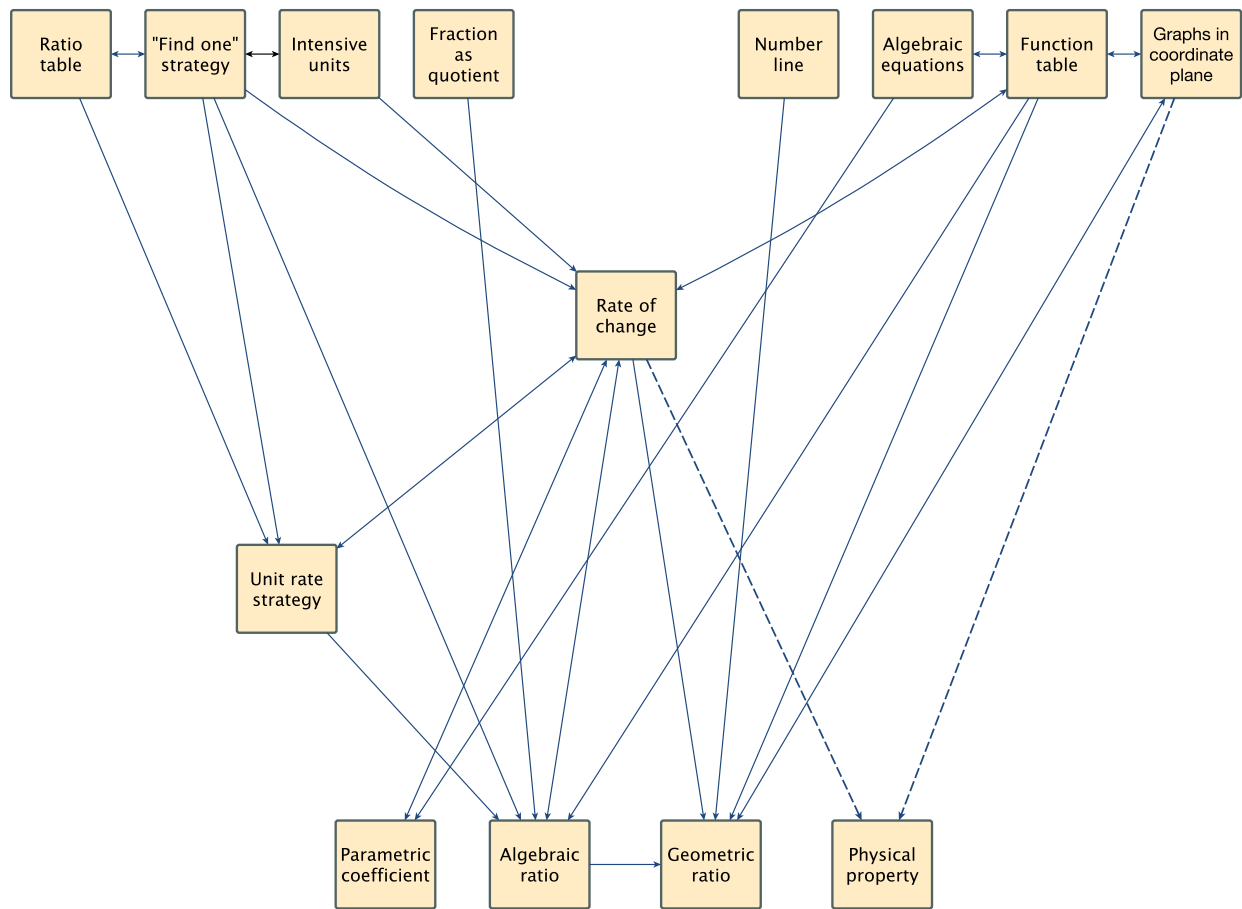 Ratio
table
"Find one"
strategy
Intensive
units
Fraction
as
quotient
Number
line
Algebraic
equations
Function
table
Graphs in
coordinate
plane
Rate of
change
Unit rate
strategy
Parametric
coefficient
Algebraic
ratio
Geometric
ratio
Physical
property